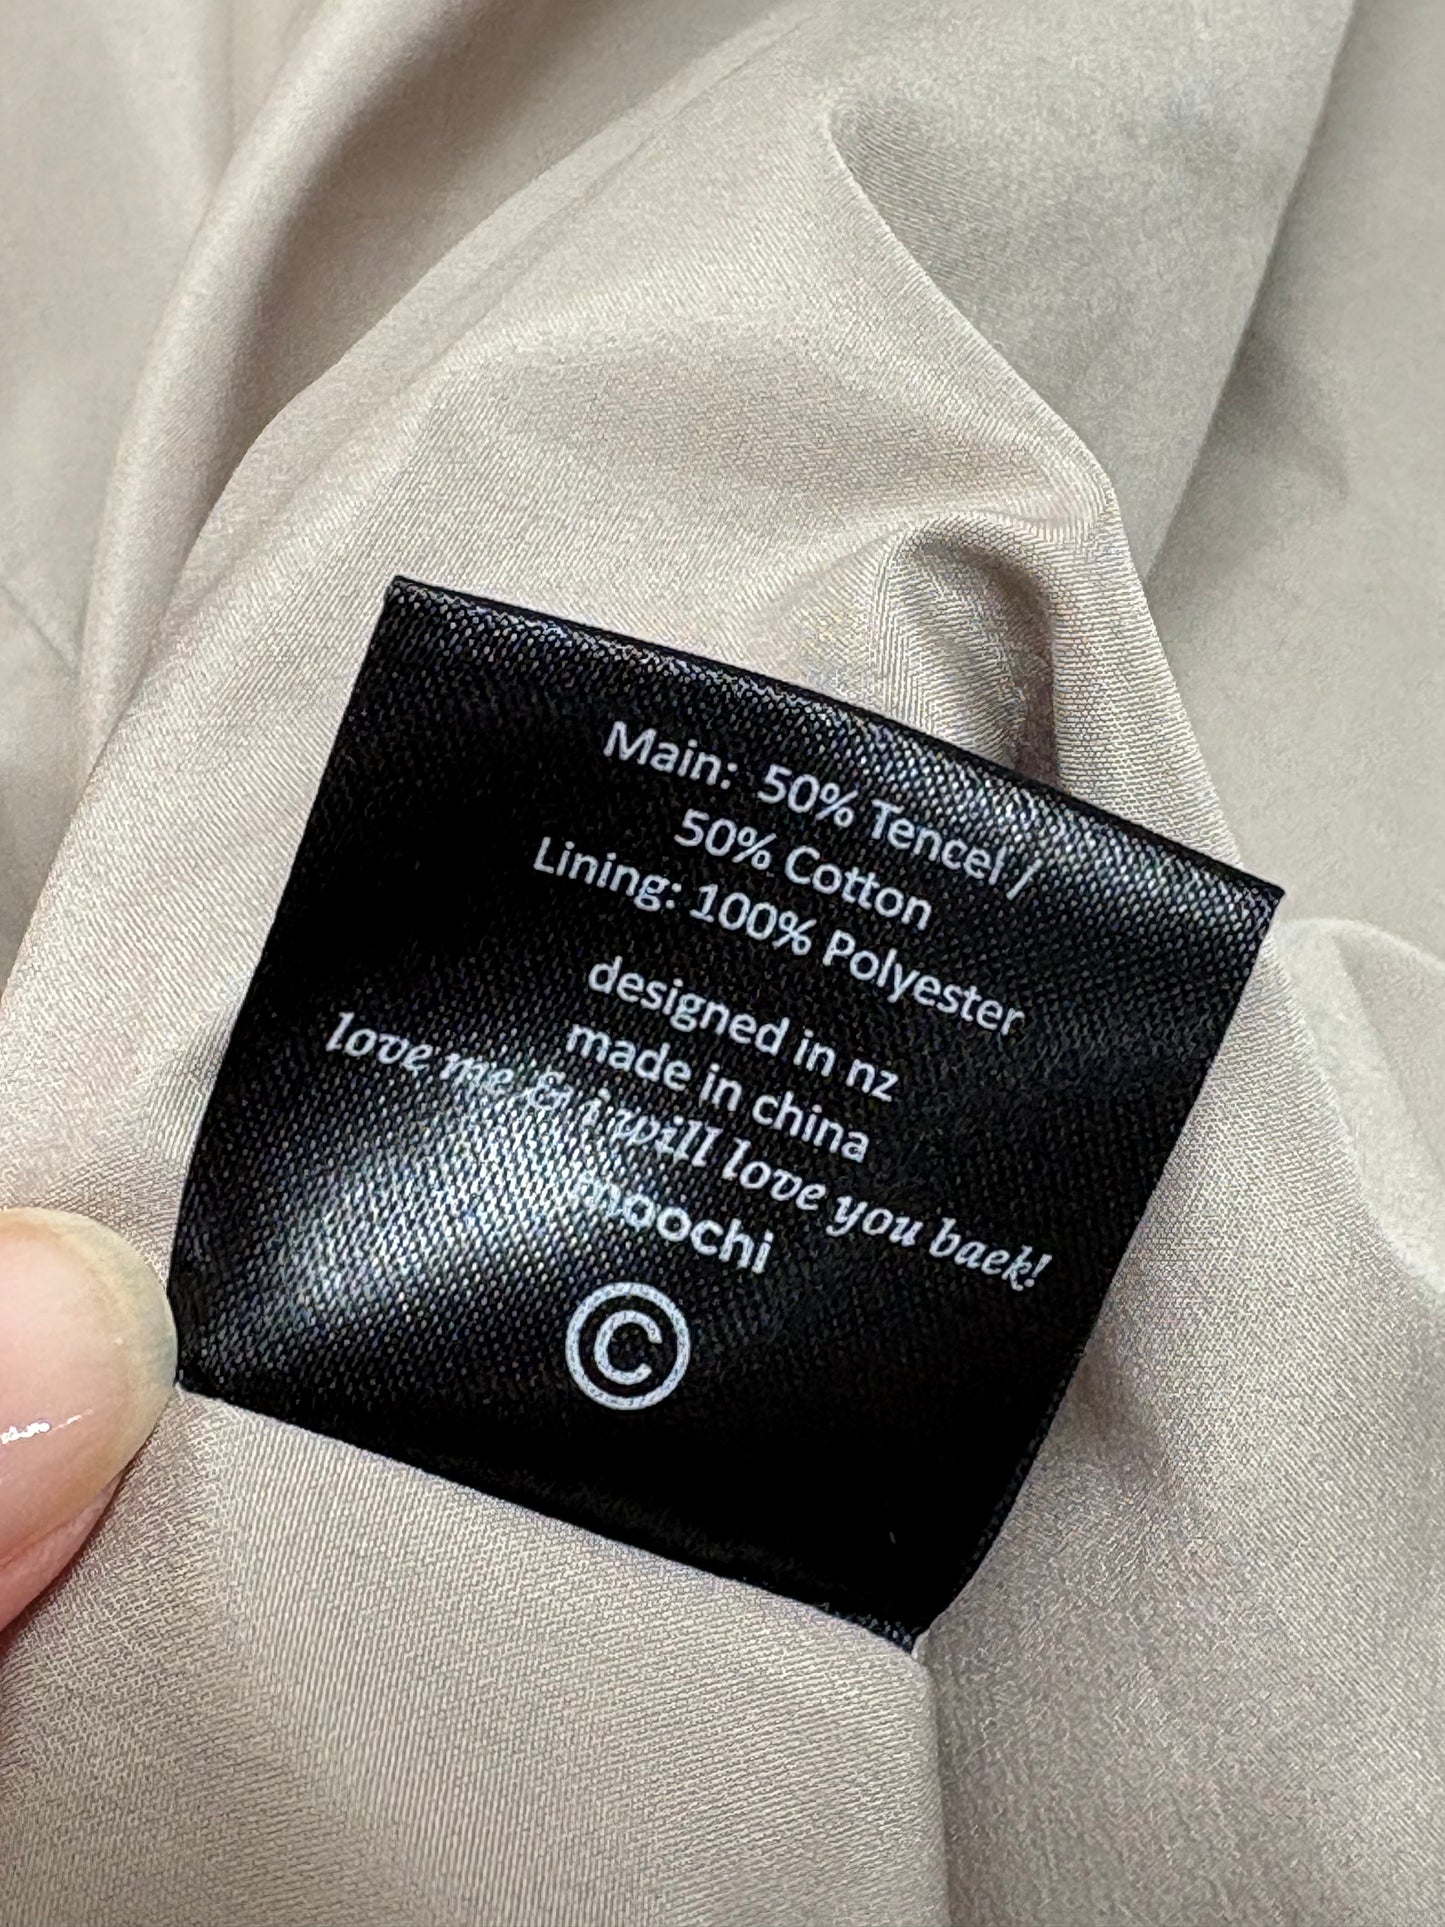 Main: 50% Tencel /
50% Cotton
Lining: 100% Polyester
designed in nz
made in china
love me & i will love you back!
moochi
©